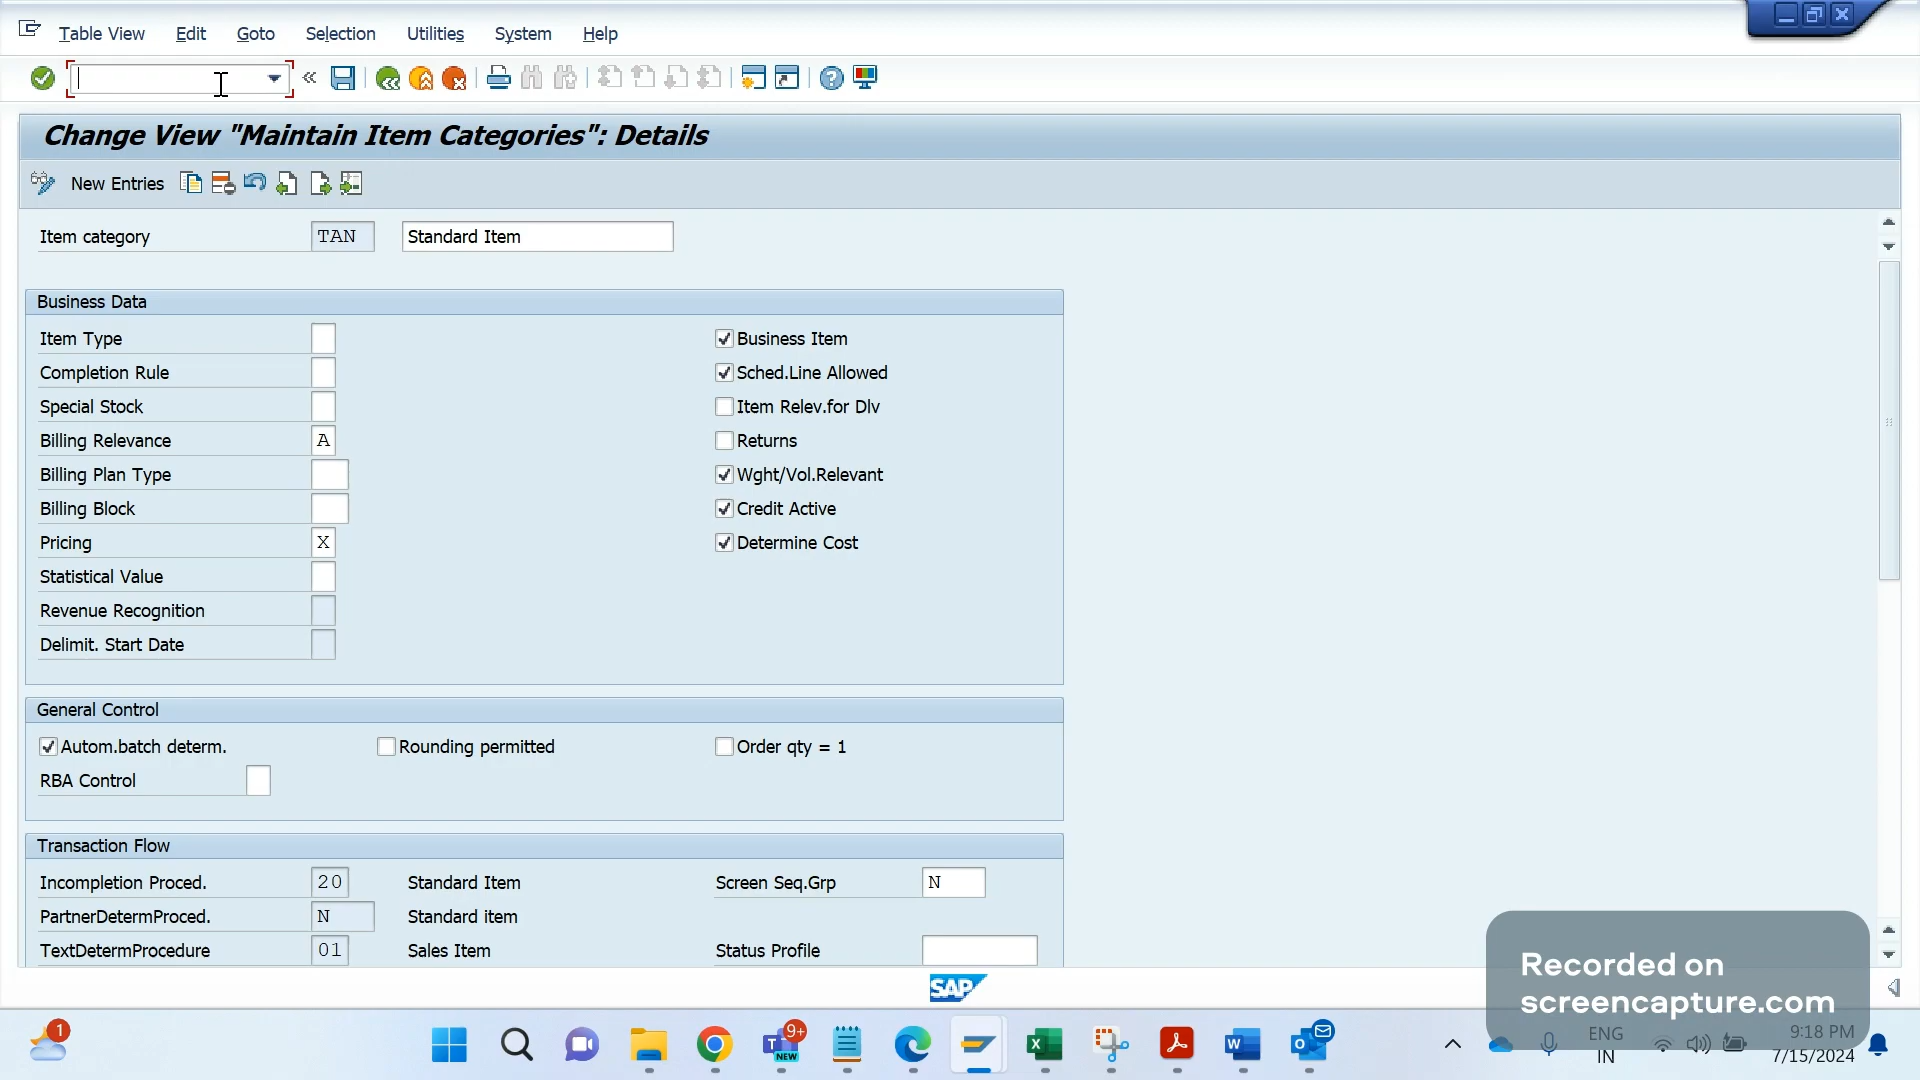 Table View Edit Goto Selection Utilities System Help
Change View "Maintain Item Categories": Details
New Entries
Item category TAN Standard Item
Business Data
Item Type Business Item
Completion Rule Sched.Line Allowed
Special Stock Item Relev.for Dlv
Billing Relevance A Returns
Billing Plan Type Wght/Vol.Relevant
Billing Block Credit Active
Pricing X Determine Cost
Statistical Value
Revenue Recognition
Delimit. Start Date
General Control
Autom.batch determ. Rounding permitted Order qty = 1
RBA Control
Transaction Flow
Incompletion Proced. 20 Standard Item Screen Seq.Grp N
PartnerDetermProced. N Standard item
TextDetermProcedure 01 Sales Item Status Profile
SAP
Recorded on
screencapture.com
1
9+
T
NEW
X
W
O
ENG
IN
9:18 PM
7/15/2024